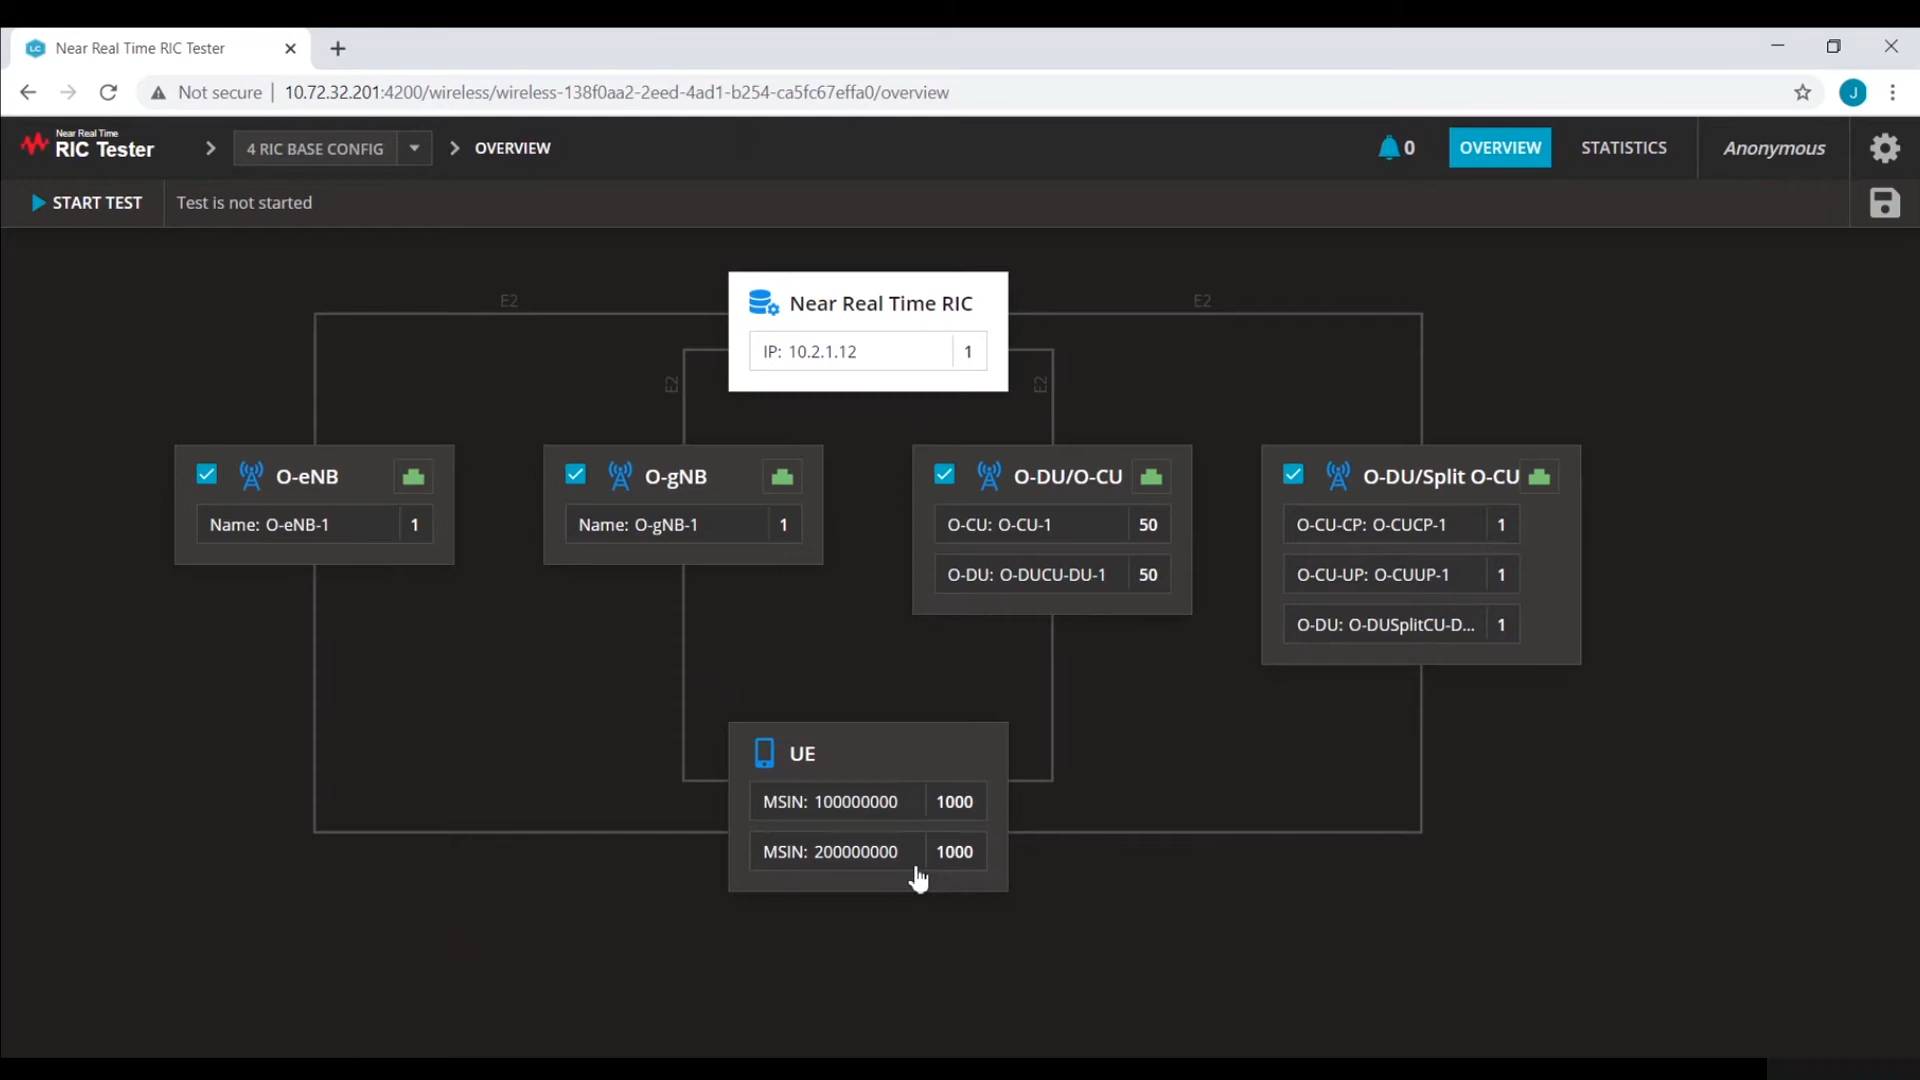 Near Real Time RIC Tester
Not secure | 10.72.32.201:4200/wireless/wireless-138f0aa2-2eed-4ad1-b254-ca5fc67effa0/overview
J
Near Real Time
RIC Tester
4 RIC BASE CONFIG
OVERVIEW
0
OVERVIEW
STATISTICS
Anonymous
START TEST
Test is not started
Near Real Time RIC
IP: 10.2.1.12 1
E2
E2
E2
E2
O-eNB
Name: O-eNB-1 1
O-gNB
Name: O-gNB-1 1
O-DU/O-CU
O-CU: O-CU-1 50
O-DU: O-DUCU-DU-1 50
O-DU/Split O-CU
O-CU-CP: O-CUCP-1 1
O-CU-UP: O-CUUP-1 1
O-DU: O-DUSplitCU-D... 1
UE
MSIN: 100000000 1000
MSIN: 200000000 1000